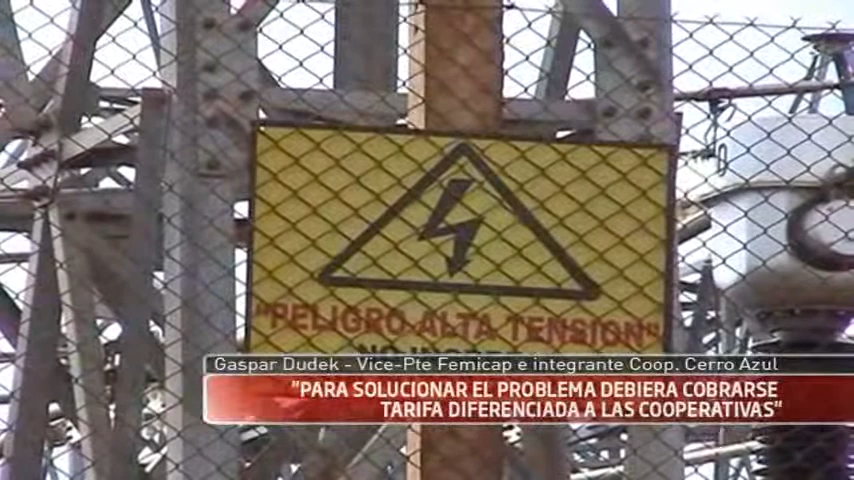 "PELIGRO ALTA TENSION"
Gaspar Dudek - Vice-Pte Femicap e integrante Coop. Cerro Azul
"PARA SOLUCIONAR EL PROBLEMA DEBIERA COBRARSE
TARIFA DIFERENCIADA A LAS COOPERATIVAS"